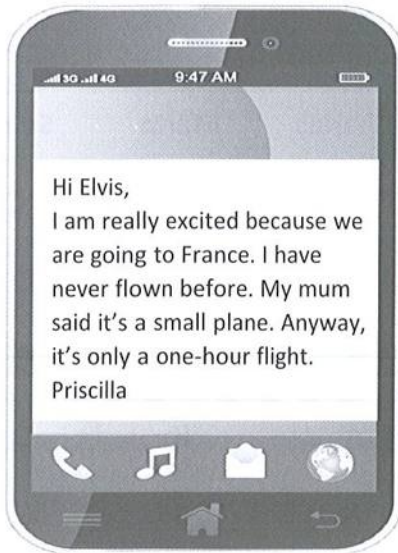 3G 4G 9:47 AM
Hi Elvis,
I am really excited because we
are going to France. I have
never flown before. My mum
said it's a small plane. Anyway,
it's only a one-hour flight.
Priscilla